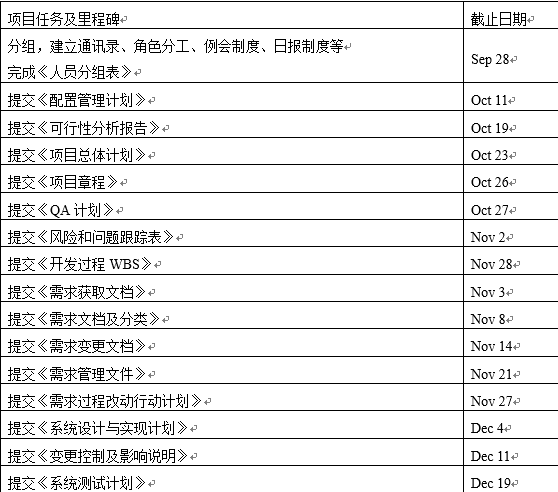 项目任务及里程碑 截止日期
分组，建立通讯录、角色分工、例会制度、日报制度等
完成《人员分组表》 Sep 28
提交《配置管理计划》 Oct 11
提交《可行性分析报告》 Oct 19
提交《项目总体计划》 Oct 23
提交《项目章程》 Oct 26
提交《QA 计划》 Oct 27
提交《风险和问题跟踪表》 Nov 2
提交《开发过程 WBS》 Nov 28
提交《需求获取文档》 Nov 3
提交《需求文档及分类》 Nov 8
提交《需求变更文档》 Nov 14
提交《需求管理文件》 Nov 21
提交《需求过程改动行动计划》 Nov 27
提交《系统设计与实现计划》 Dec 4
提交《变更控制及影响说明》 Dec 11
提交《系统测试计划》 Dec 19